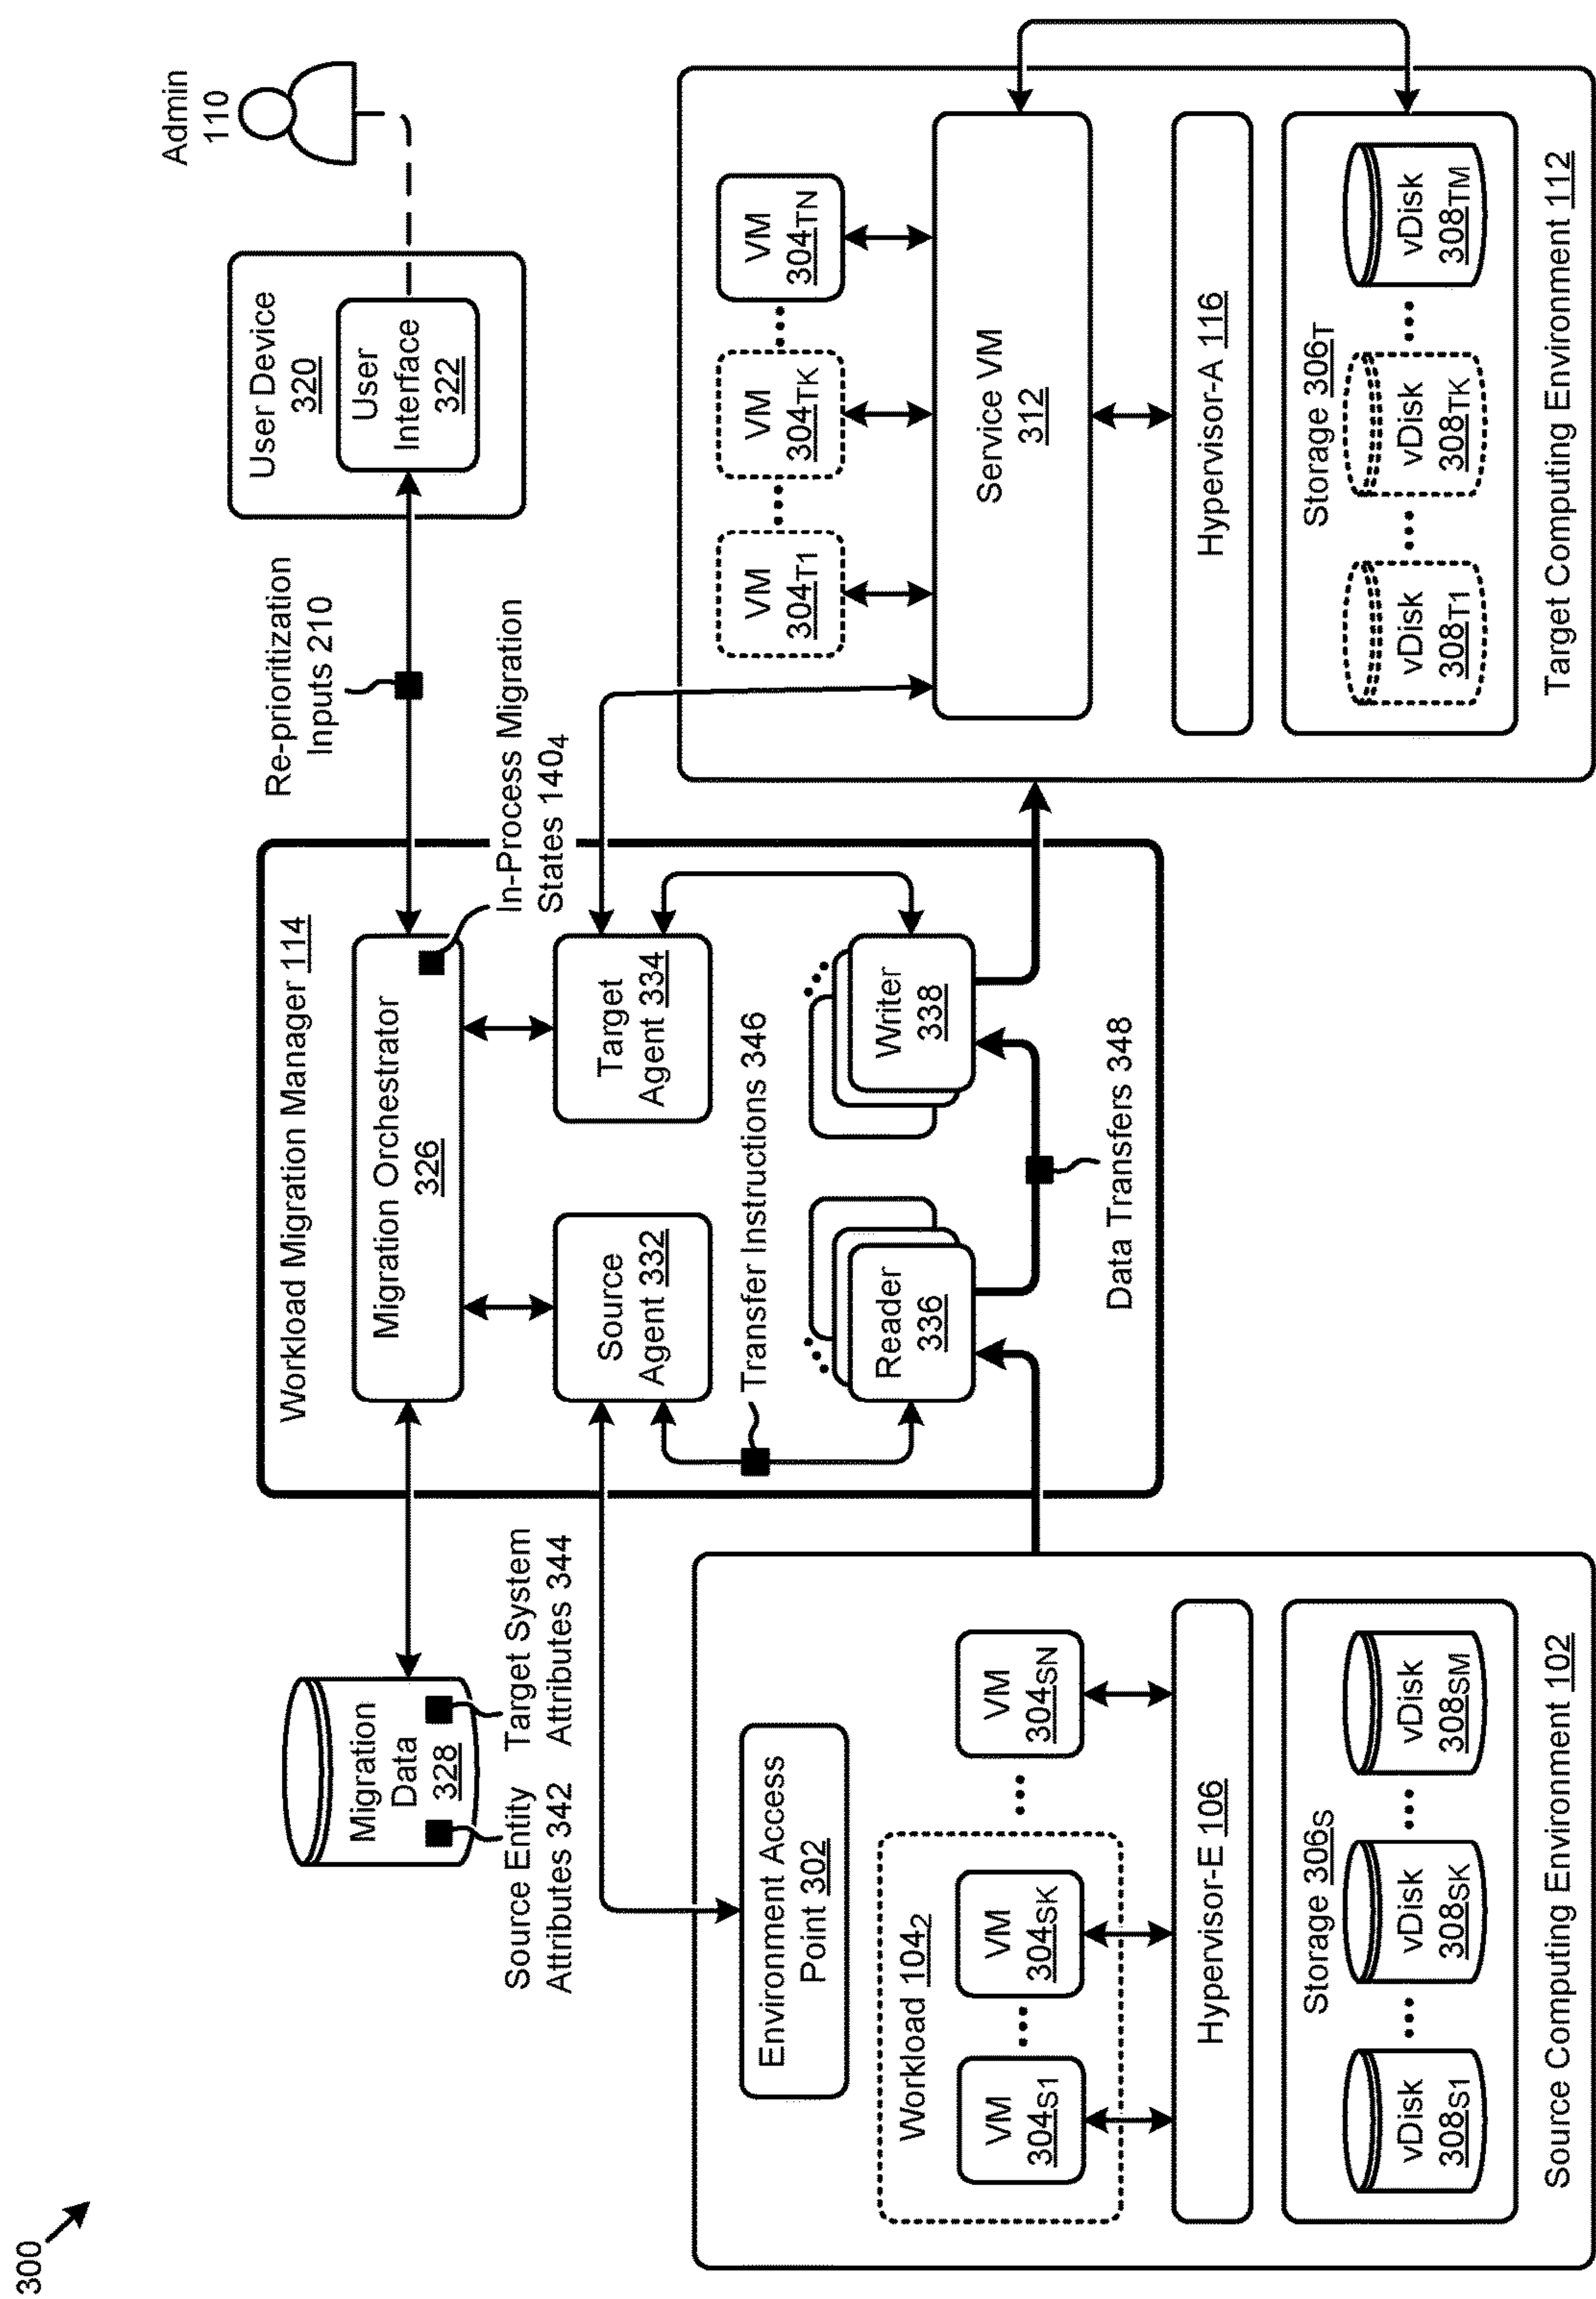 300
Admin
110
User Device
320
User
Interface
322
Re-prioritization
Inputs 210
Workload Migration Manager 114
Migration Orchestrator
326
In-Process Migration
States 140₄
Migration
Data
328
Source Entity
Attributes 342
Target System
Attributes 344
Source
Agent 332
Target
Agent 334
Transfer Instructions 346
Reader
336
Writer
338
Data Transfers 348
Environment Access
Point 302
Workload 104₂
VM
304S1
VM
304SK
VM
304SN
Hypervisor-E 106
Storage 306S
vDisk
308S1
vDisk
308SK
vDisk
308SM
Source Computing Environment 102
VM
304T1
VM
304TK
VM
304TN
Service VM
312
Hypervisor-A 116
Storage 306T
vDisk
308T1
vDisk
308TK
vDisk
308TM
Target Computing Environment 112